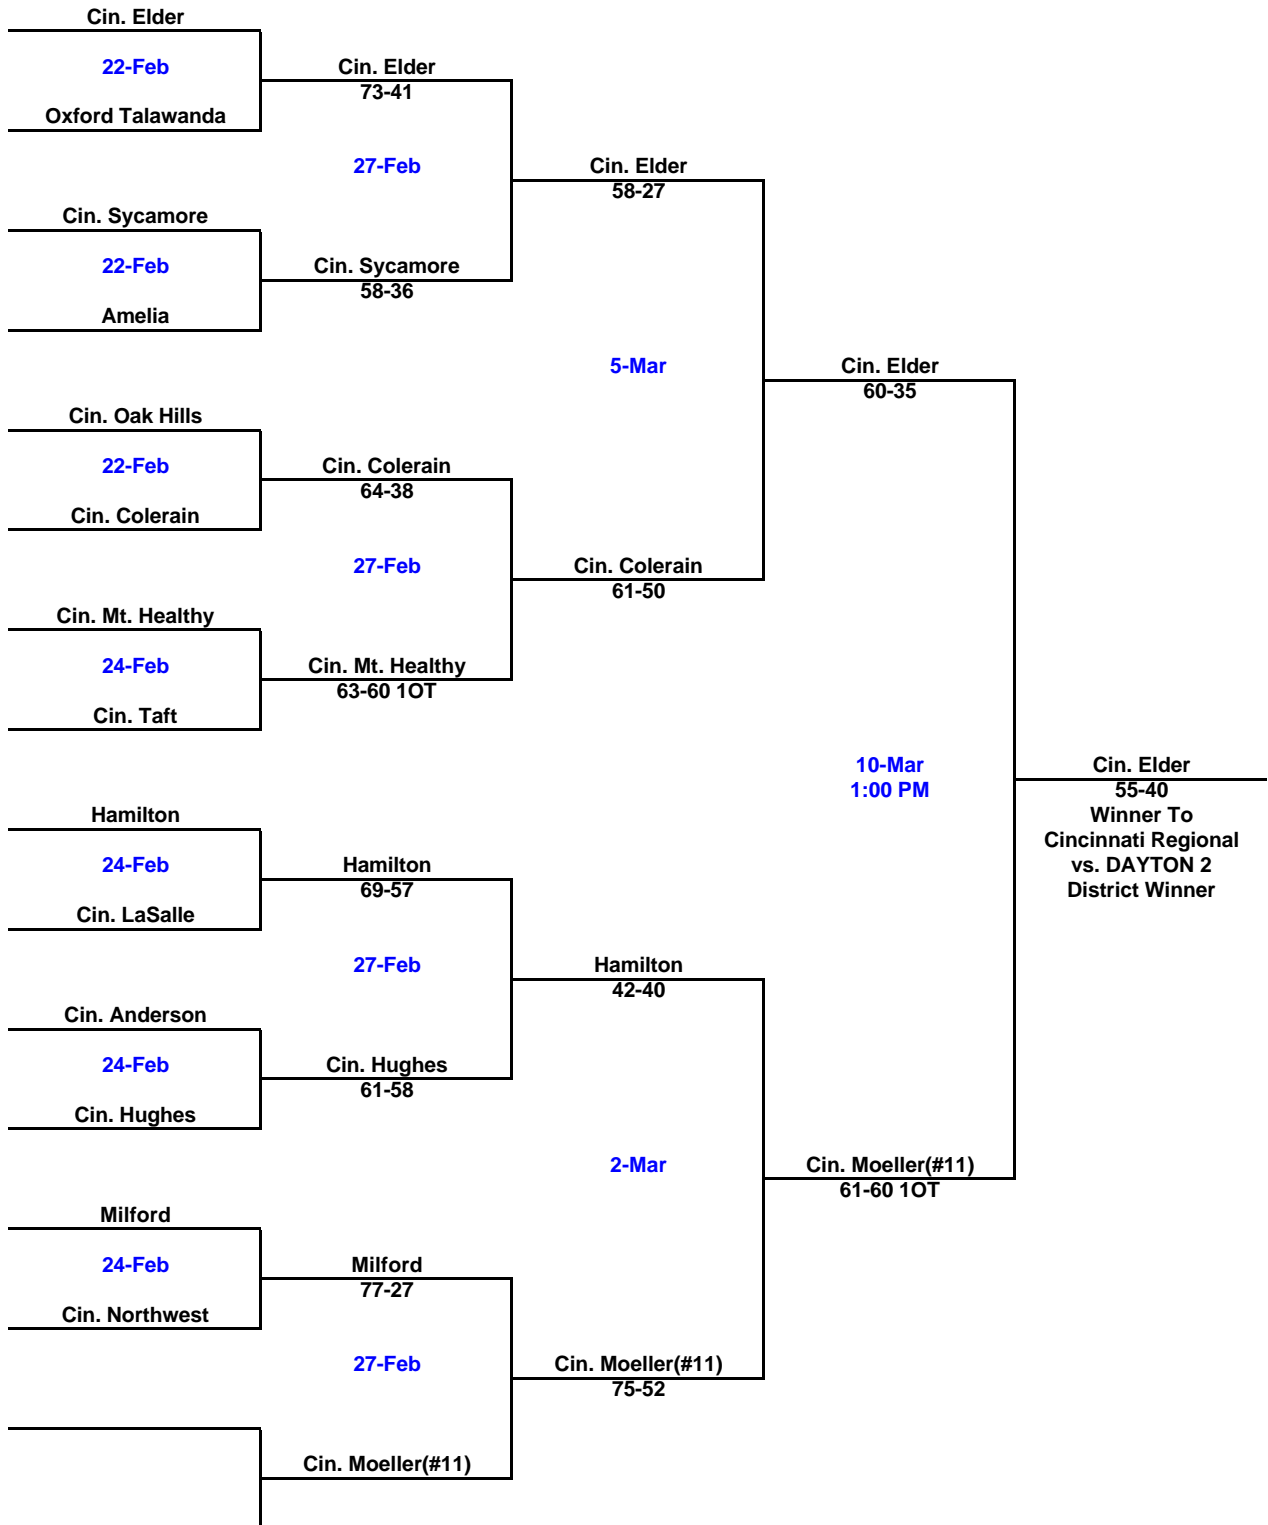 Cin. Elder
22-Feb
Cin. Elder
73-41
Oxford Talawanda
27-Feb
Cin. Elder
58-27
Cin. Sycamore
22-Feb
Cin. Sycamore
58-36
Amelia
5-Mar
Cin. Elder
60-35
Cin. Oak Hills
22-Feb
Cin. Colerain
64-38
Cin. Colerain
27-Feb
Cin. Colerain
61-50
Cin. Mt. Healthy
24-Feb
Cin. Mt. Healthy
63-60 1OT
Cin. Taft
10-Mar
1:00 PM
Cin. Elder
55-40
Winner To
Cincinnati Regional
vs. DAYTON 2
District Winner
Hamilton
24-Feb
Hamilton
69-57
Cin. LaSalle
27-Feb
Hamilton
42-40
Cin. Anderson
24-Feb
Cin. Hughes
61-58
Cin. Hughes
2-Mar
Cin. Moeller(#11)
61-60 1OT
Milford
24-Feb
Milford
77-27
Cin. Northwest
27-Feb
Cin. Moeller(#11)
75-52
Cin. Moeller(#11)